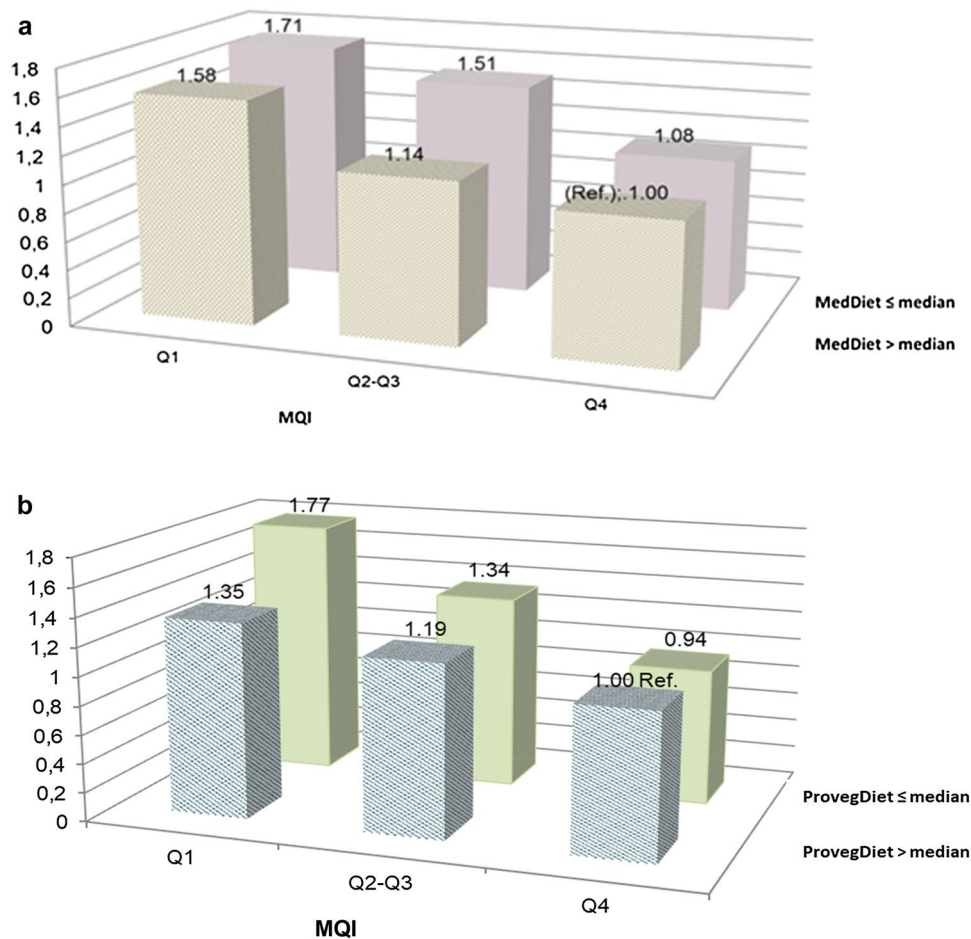 a
1.71
1.58
1.51
1.14
1.08
(Ref.);.1.00
1,8
1,6
1,4
1,2
1
0,8
0,6
0,4
0,2
0
MedDiet ≤ median
MedDiet > median
Q1
Q2-Q3
Q4
MQI
b
1.77
1.35
1.34
1.19
0.94
1.00 Ref.
1,8
1,6
1,4
1,2
1
0,8
0,6
0,4
0,2
0
ProvegDiet ≤ median
ProvegDiet > median
Q1
Q2-Q3
Q4
MQI